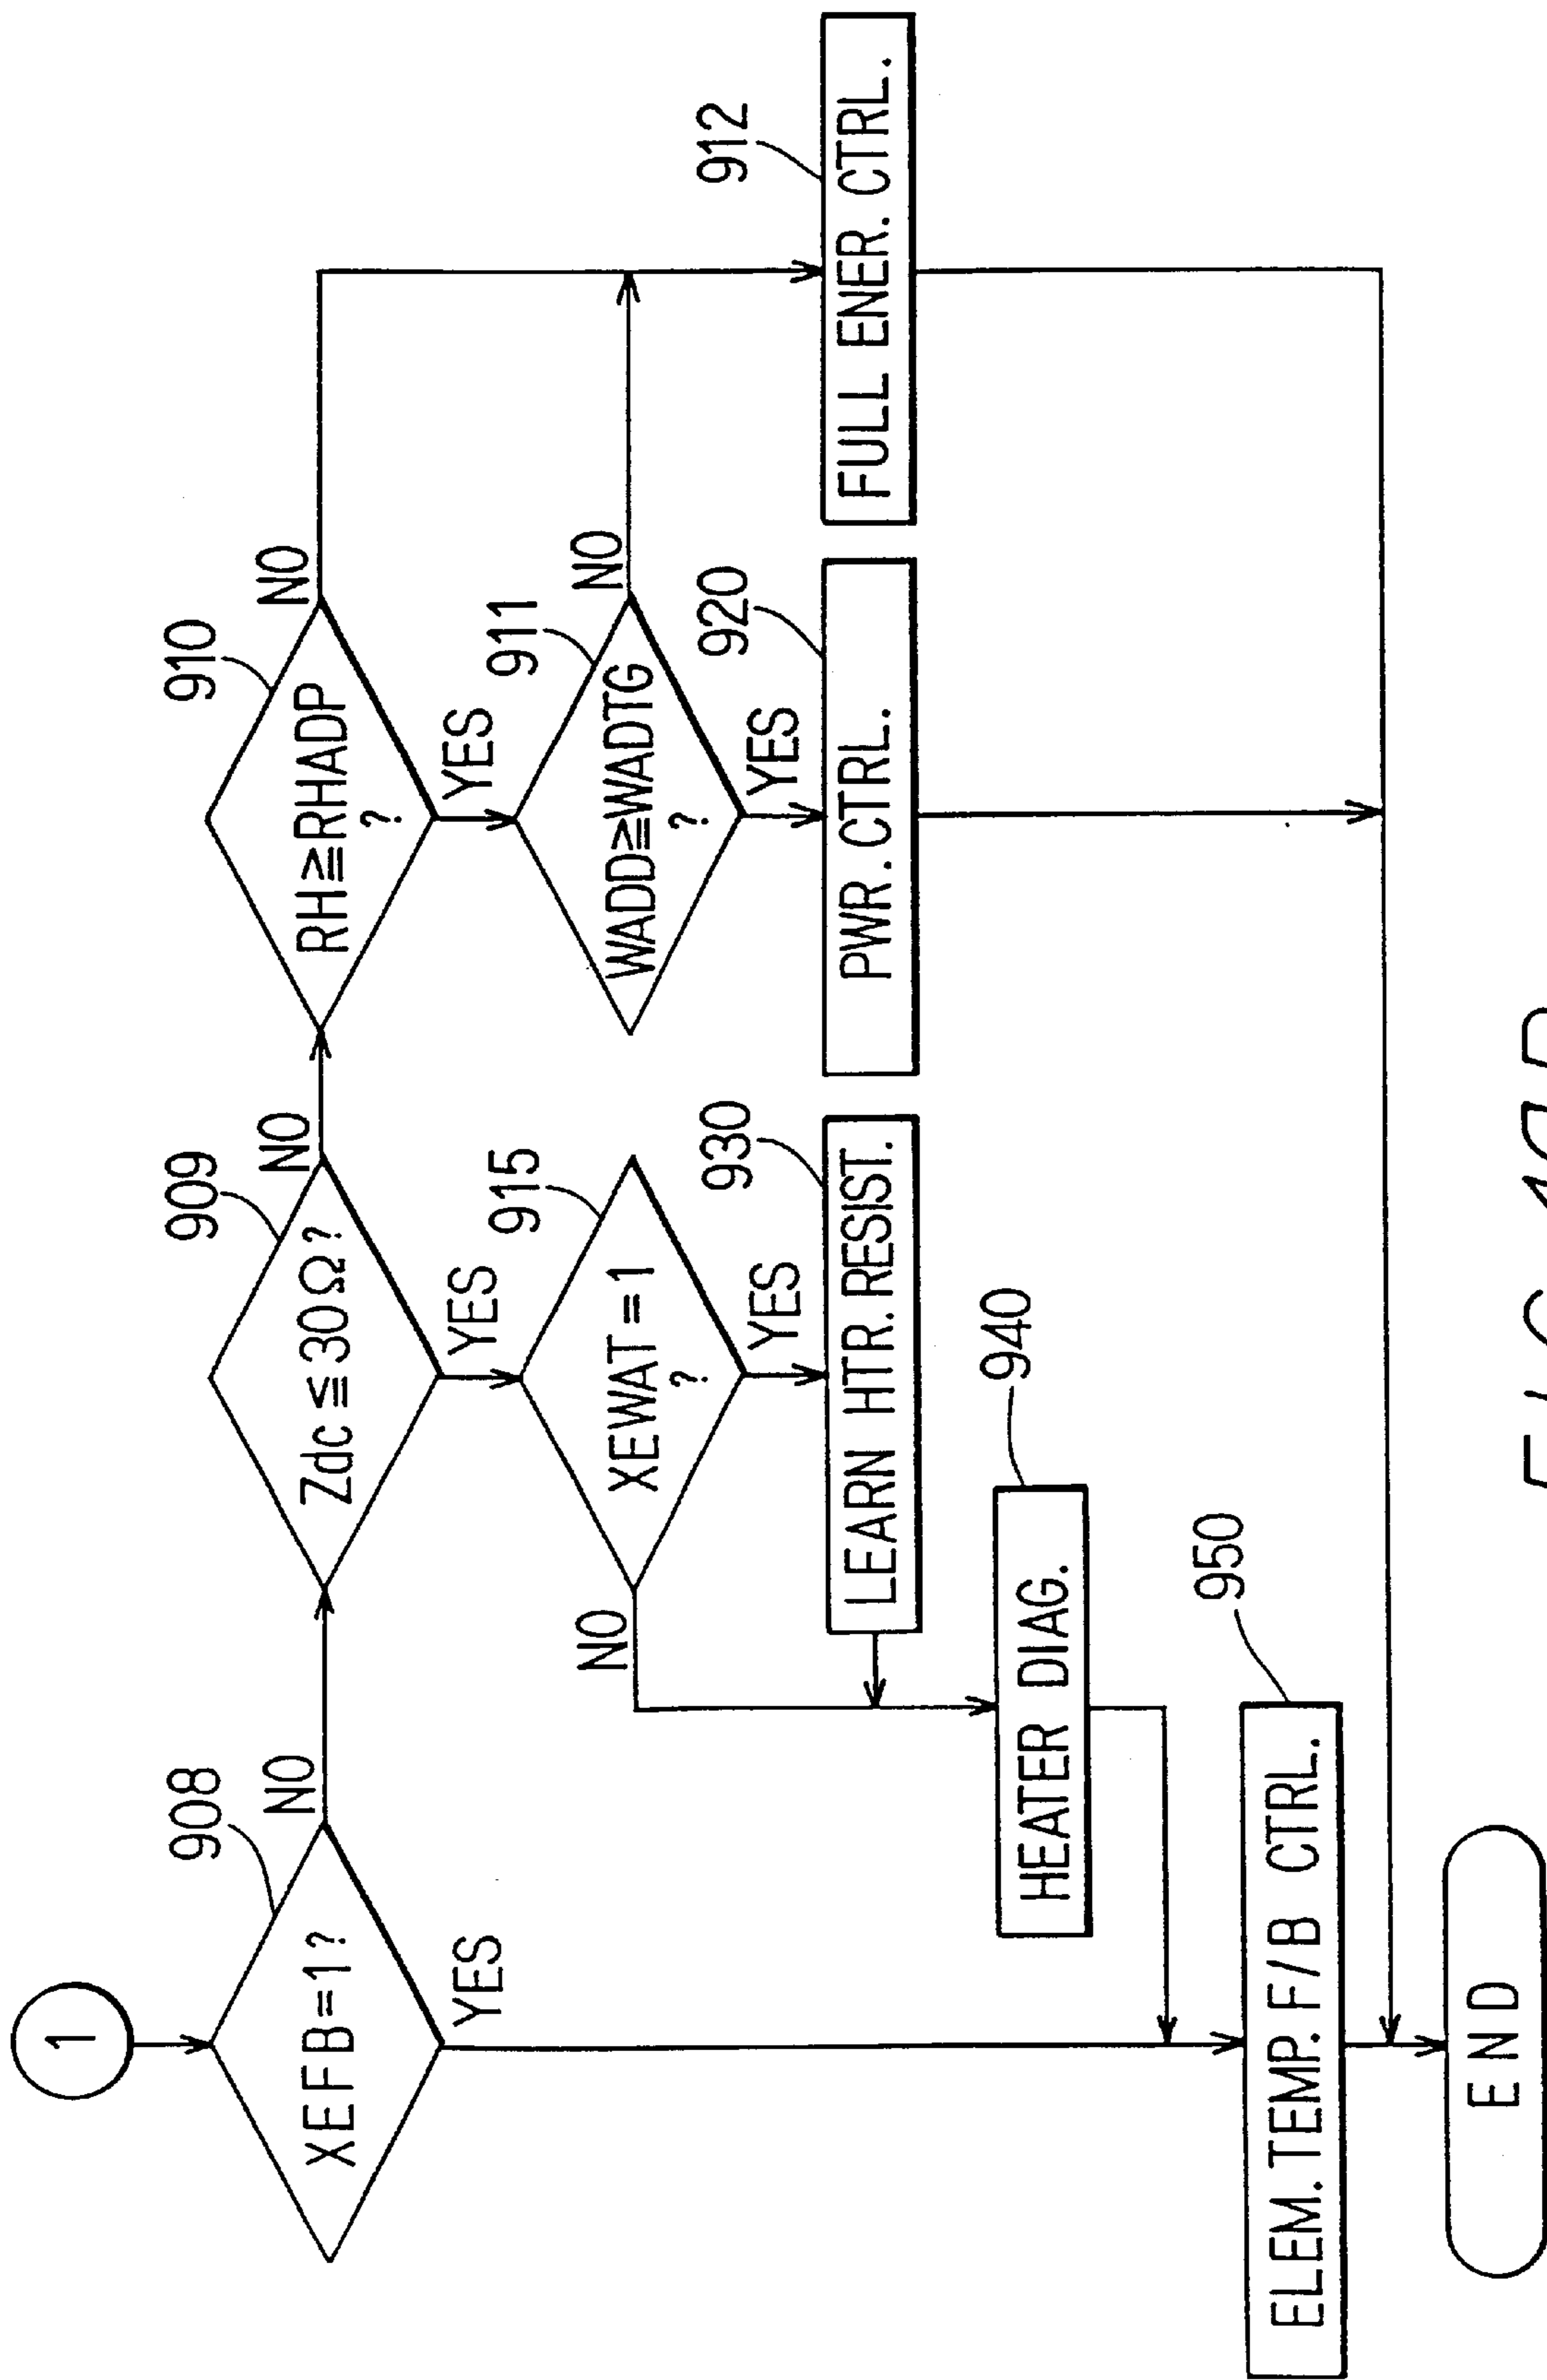 1
908
XEFB=1?
NO
YES
909
Zdc≦30Ω?
NO
YES
910
RH≧RHADP
?
NO
YES
915
XEWAT=1
?
NO
YES
911
WADD≧WADTG
?
NO
YES
930
LEARN HTR.RESIST.
920
PWR.CTRL.
912
FULL ENER.CTRL.
940
HEATER DIAG.
950
ELEM.TEMP.F/B CTRL.
END